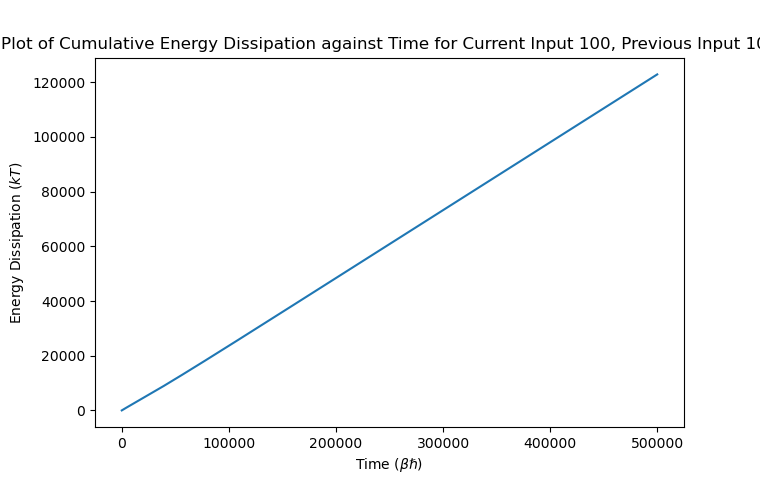 Plot of Cumulative Energy Dissipation against Time for Current Input 100, Previous Input 10
120000
100000
80000
60000
40000
20000
0
Energy Dissipation (kT)
0 100000 200000 300000 400000 500000
Time (βħ)